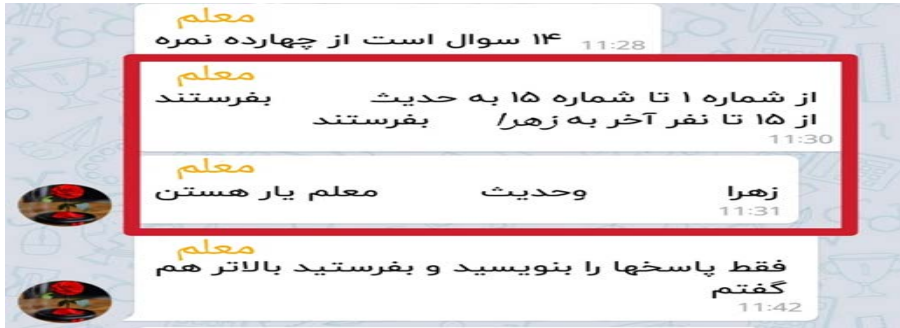 معلم
۱۴ سوال است از چهارده نمره
11:28
معلم
از شماره ۱ تا شماره ۱۵ به حدیث بفرستند
از ۱۵ تا نفر آخر به زهرا بفرستند
11:30
معلم
زهرا وحدیث معلم یار هستن
11:31
معلم
فقط پاسخها را بنویسید و بفرستید بالاتر هم
گفتم
11:42